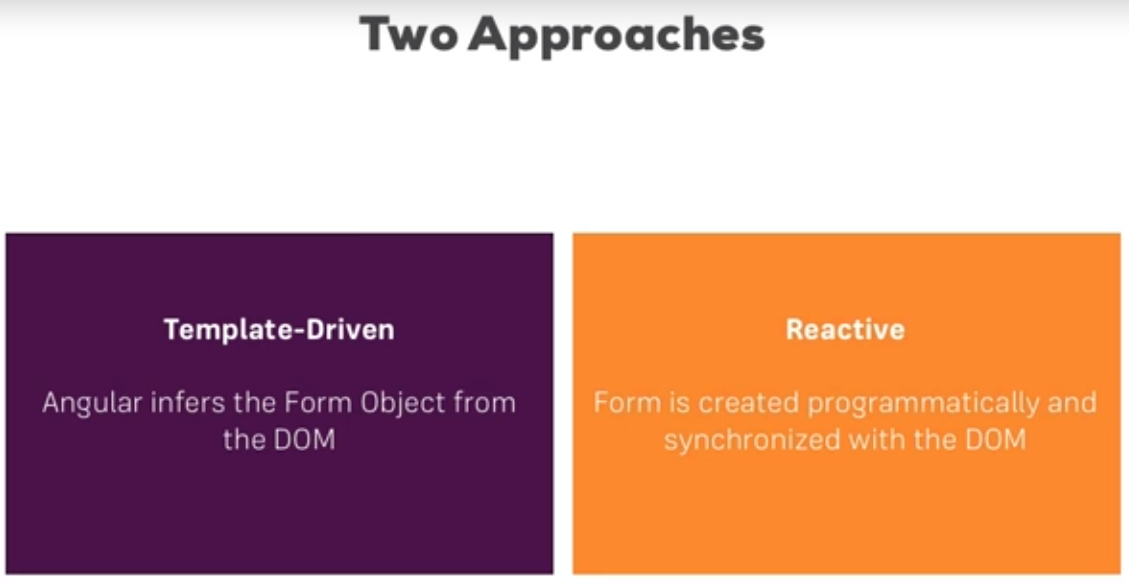 Two Approaches
Template-Driven
Angular infers the Form Object from
the DOM
Reactive
Form is created programmatically and
synchronized with the DOM